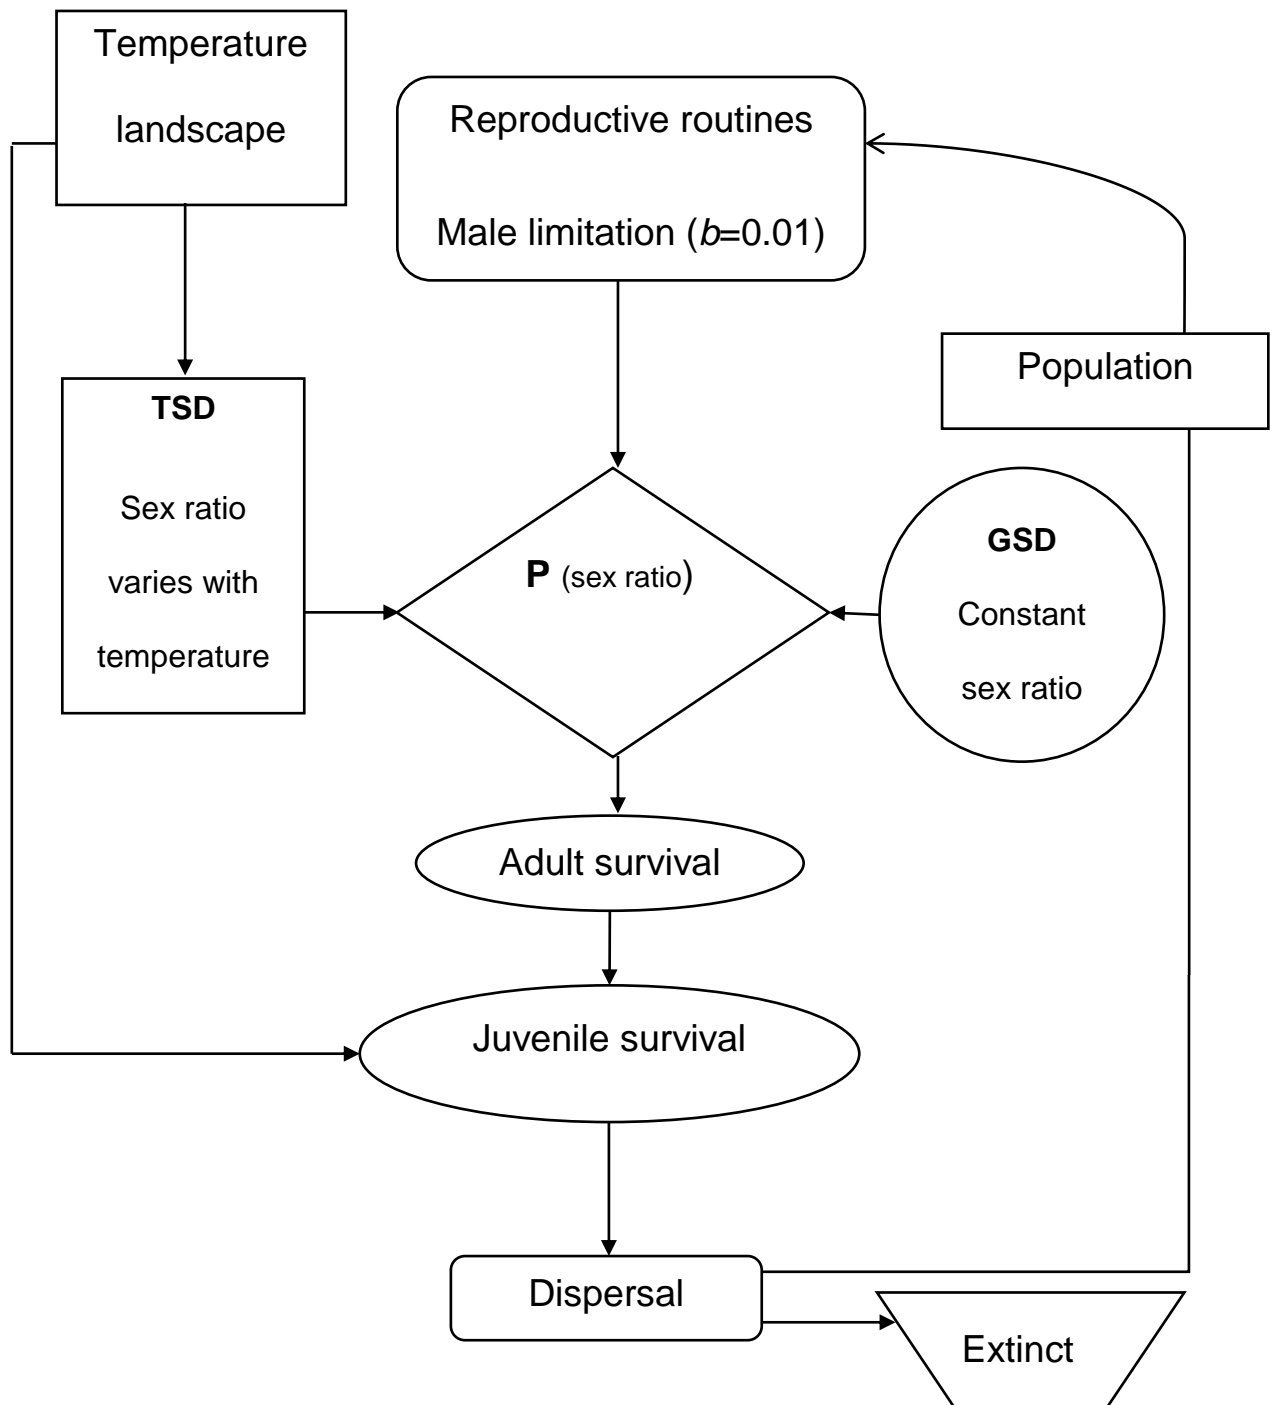 Temperature
landscape
Reproductive routines
Male limitation (b=0.01)
Population
TSD
Sex ratio
varies with
temperature
P (sex ratio)
GSD
Constant
sex ratio
Adult survival
Juvenile survival
Dispersal
Extinct